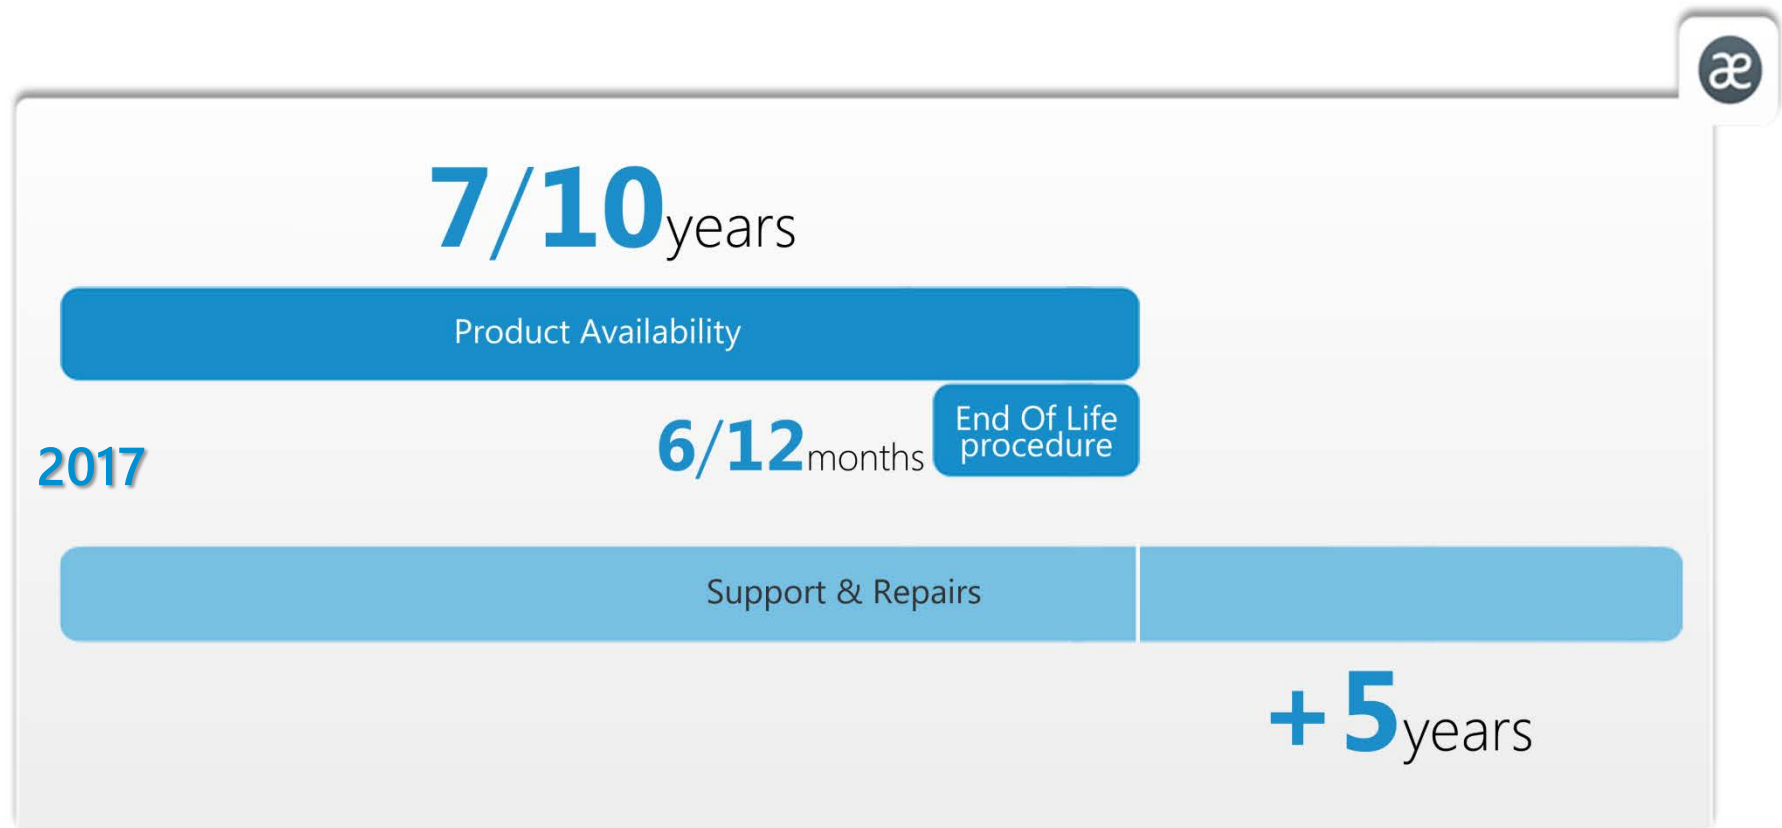 æ
7/10years
Product Availability
6/12months
End Of Life
procedure
2017
Support & Repairs
+5years